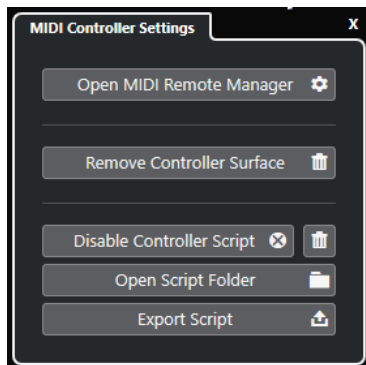 MIDI Controller Settings
X
Open MIDI Remote Manager
Remove Controller Surface
Disable Controller Script
Open Script Folder
Export Script